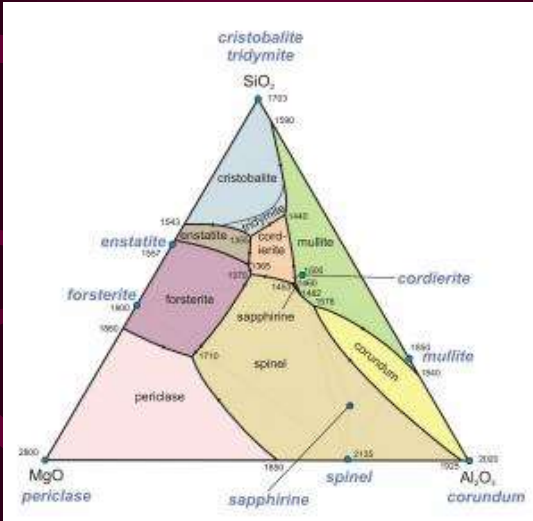 cristobalite
tridymite
SiO₂
1703
1590
cristobalite
tridymite
1543
1440
enstatite
1355
cord-
ierite
mullite
enstatite
1557
1365
1370
cordierite
1453
1460
1482
1578
forsterite
1900
forsterite
sapphirine
1860
1710
spinel
corundum
1850
mullite
1840
periclase
2800
1850
2135
1925
2020
MgO
spinel
Al₂O₃
periclase
sapphirine
corundum